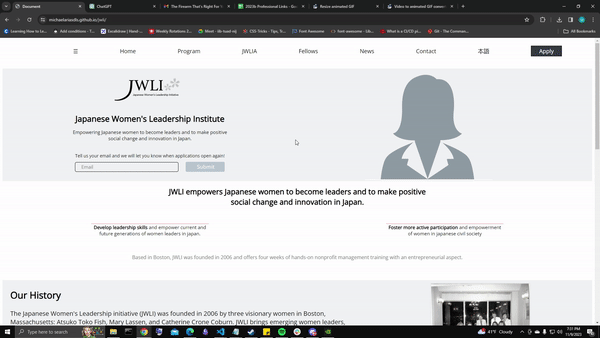 Document
ChatGPT
The Firearm That's Right For
2023b Professional Links - Go
Resize animated GIF
Video to animated GIF conver
michaelariasdls.github.io/jwli/
Learning How to Le
Add conditions - T
Excalidraw | Hand-
Weekly Rotations Z
Meet – tik-tuad-nij
CSS-Tricks - Tips, Tr
Font Awesome
font awesome - Lib
What is a CI/CD pi
Git - The Common
All Bookmarks
Home
Program
JWLIA
Fellows
News
Contact
本語
Apply
JWLI
Japanese Women's Leadership Initiative
Japanese Women's Leadership Institute
Empowering Japanese women to become leaders and to make positive
social change and innovation in Japan.
Tell us your email and we will let you know when applications open again!
Email
Submit
JWLI empowers Japanese women to become leaders and to make positive
social change and innovation in Japan.
Develop leadership skills and empower current and
future generations of women leaders in Japan.
Foster more active participation and empowerment
of women in Japanese civil society
Based in Boston, JWLI was founded in 2006 and offers four weeks of hands-on nonprofit management training with an entrepreneurial aspect.
Our History
The Japanese Women's Leadership initiative (JWLI) was founded in 2006 by three visionary women in Boston,
Massachusetts: Atsuko Toko Fish, Mary Lassen, and Catherine Crone Coburn. JWLI brings emerging women leaders,
Type here to search
41°F Cloudy
7:31 PM
11/9/2023